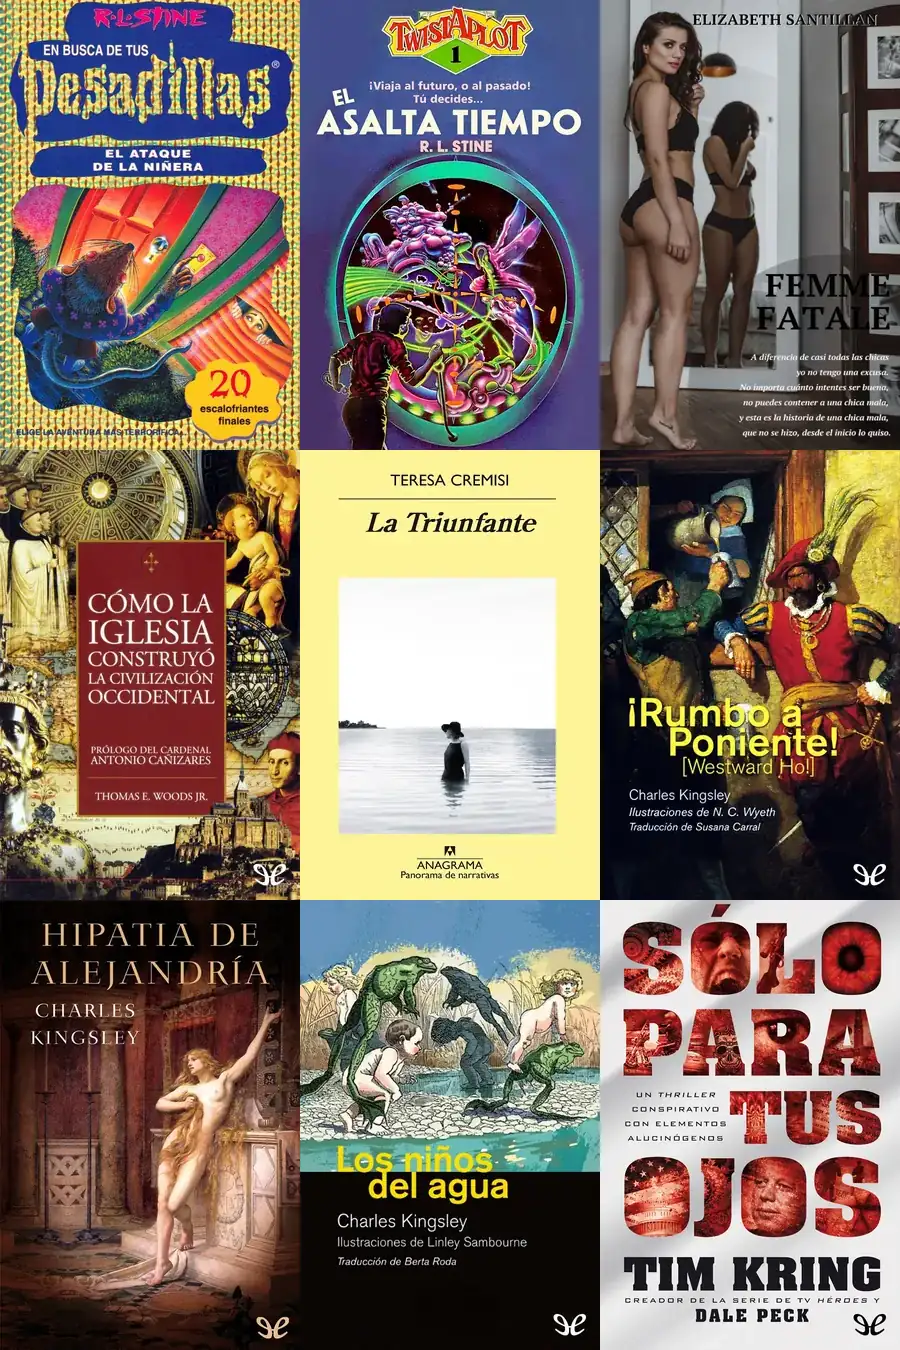 R.L. STINE
EN BUSCA DE TUS
Pesadillas®
EL ATAQUE
DE LA NIÑERA
20
escalofriantes
finales
ELIGE LA AVENTURA MÁS TERRORÍFICA
TWISTAPLOT
1
¡Viaja al futuro, o al pasado!
Tú decides...
EL
ASALTA TIEMPO
R. L. STINE
ELIZABETH SANTILLAN
FEMME
FATALE
A diferencia de casi todas las chicas
yo no tengo una excusa.
No importa cuánto intentes ser bueno,
no puedes contener a una chica mala,
y esta es la historia de una chica mala,
que no se hizo, desde el inicio lo quiso.
CÓMO LA
IGLESIA
CONSTRUYÓ
LA CIVILIZACIÓN
OCCIDENTAL
PRÓLOGO DEL CARDENAL
ANTONIO CAÑIZARES
THOMAS E. WOODS JR.
TERESA CREMISI
La Triunfante
ANAGRAMA
Panorama de narrativas
¡Rumbo a
Poniente!
[Westward Ho!]
Charles Kingsley
Ilustraciones de N. C. Wyeth
Traducción de Susana Carral
HIPATIA DE
ALEJANDRÍA
CHARLES
KINGSLEY
Los niños
del agua
Charles Kingsley
Ilustraciones de Linley Sambourne
Traducción de Berta Roda
SÓLO
PARA
UN THRILLER
CONSPIRATIVO
CON ELEMENTOS
ALUCINÓGENOS
TUS
OJOS
TIM KRING
CREADOR DE LA SERIE DE TV HÉROES Y
DALE PECK